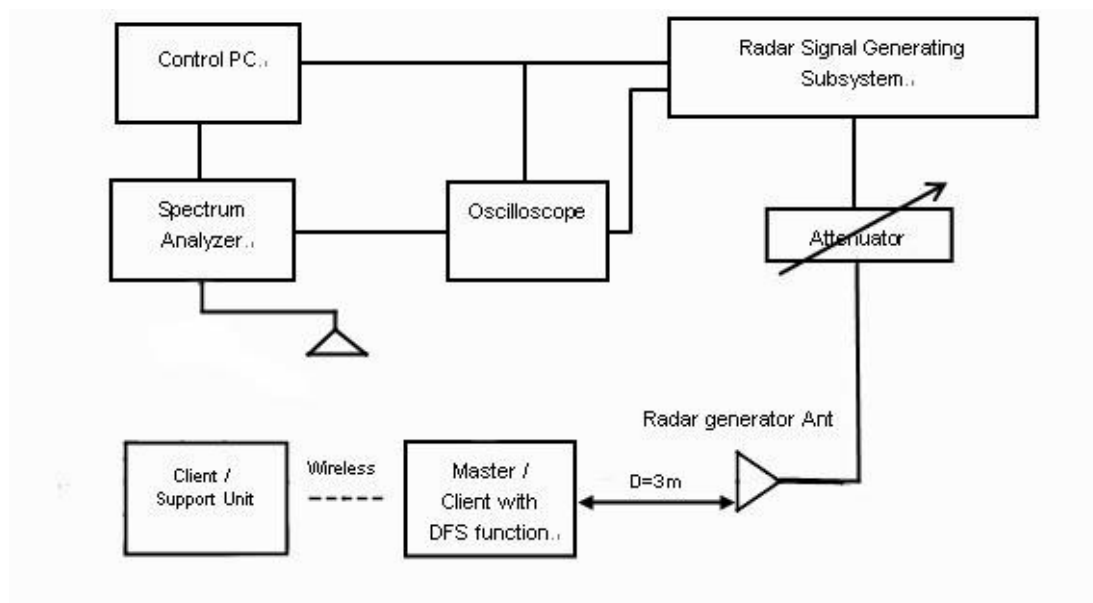 Control PC
Radar Signal Generating
Subsystem
Spectrum
Analyzer
Oscilloscope
Attenuator
Radar generator Ant
Client /
Support Unit
Wireless
Master /
Client with
DFS function
D=3m